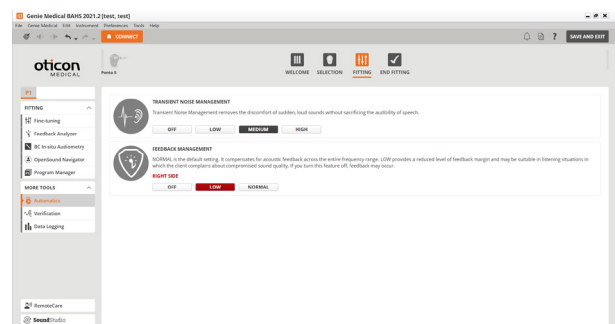 Genie Medical BAHS 2021.2 [test, test]
File Genie Medical Edit Instrument Preferences Tools Help
CONNECT
? SAVE AND EXIT
oticon
MEDICAL
Ponto 5
WELCOME SELECTION FITTING END FITTING
P1
FITTING
Fine-tuning
Feedback Analyzer
BC In-situ Audiometry
OpenSound Navigator
Program Manager
MORE TOOLS
Automatics
Verification
Data Logging
RemoteCare
SoundStudio
TRANSIENT NOISE MANAGEMENT
Transient Noise Management removes the discomfort of sudden, loud sounds without sacrificing the audibility of speech.
OFF LOW MEDIUM HIGH
FEEDBACK MANAGEMENT
NORMAL is the default setting. It compensates for acoustic feedback across the entire frequency range. LOW provides a reduced level of feedback margin and may be suitable in listening situations in
which the client complains about compromised sound quality. If you turn this feature off, feedback may occur.
RIGHT SIDE
OFF LOW NORMAL